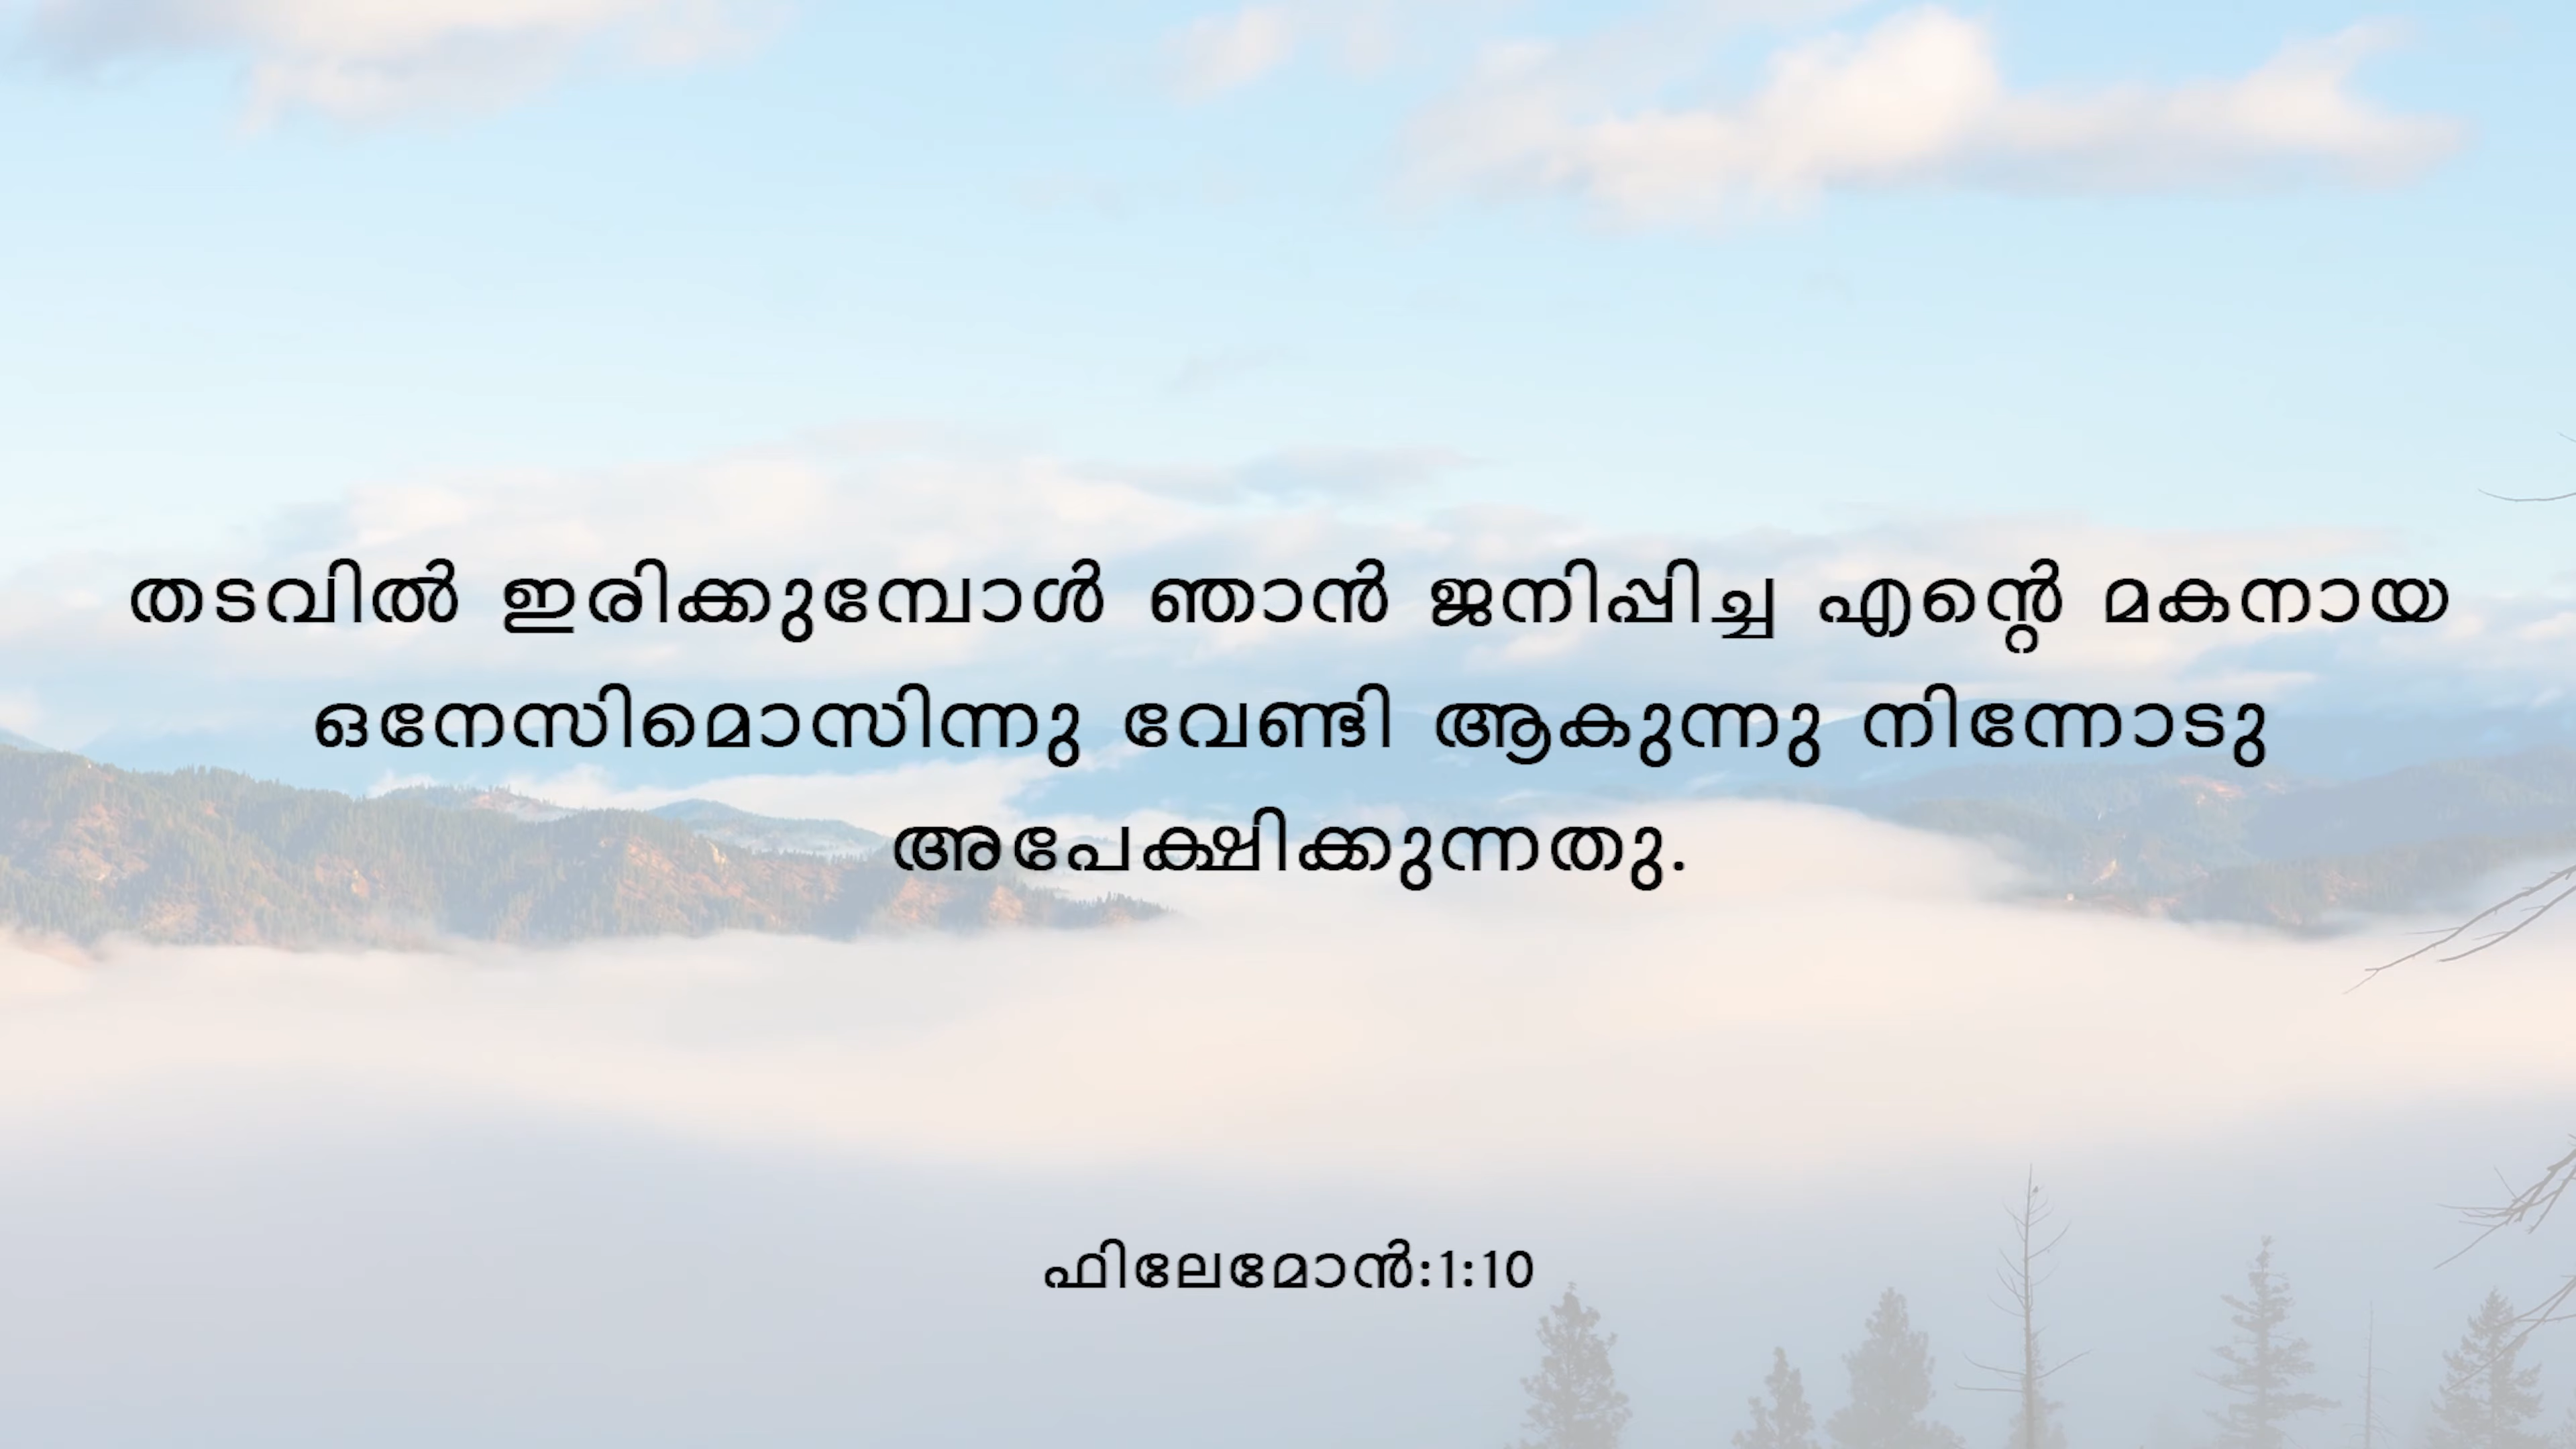 തടവിൽ ഇരിക്കുമ്പോൾ ഞാൻ ജനിപ്പിച്ച എന്റെ മകനായ
ഒനേസിമൊസിന്നു വേണ്ടി ആകുന്നു നിന്നോടു
അപേക്ഷിക്കുന്നതു.
ഫിലേമോൻ:1:10